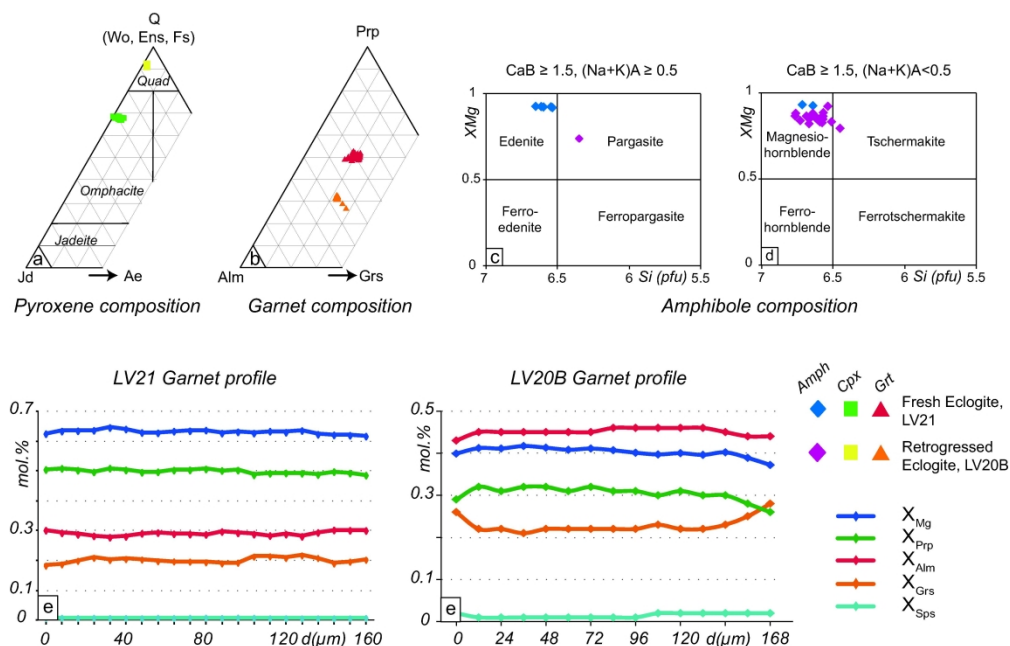 Q
(Wo, Ens, Fs)
Quad
Omphacite
Jadeite
a
Jd
Ae
Pyroxene composition
Prp
b
Alm
Grs
Garnet composition
CaB ≥ 1.5, (Na+K)A ≥ 0.5
XMg
1
0.5
0
Edenite
Pargasite
Ferro-
edenite
Ferropargasite
c
7
6.5
6
Si (pfu)
5.5
CaB ≥ 1.5, (Na+K)A<0.5
XMg
1
0.5
0
Magnesio-
hornblende
Tschermakite
Ferro-
hornblende
Ferrotschermakite
d
7
6.5
6
Si (pfu)
5.5
Amphibole composition
LV21 Garnet profile
mol.%
0.7
0.3
0.1
0
e
0
40
80
120
d(µm)
160
LV20B Garnet profile
mol.%
0.5
0.3
0.1
0
e
0
24
48
72
96
120
d(µm)
168
Amph
Cpx
Grt
Fresh Eclogite,
LV21
Retrogressed
Eclogite, LV20B
XMg
XPrp
XAlm
XGrs
XSps